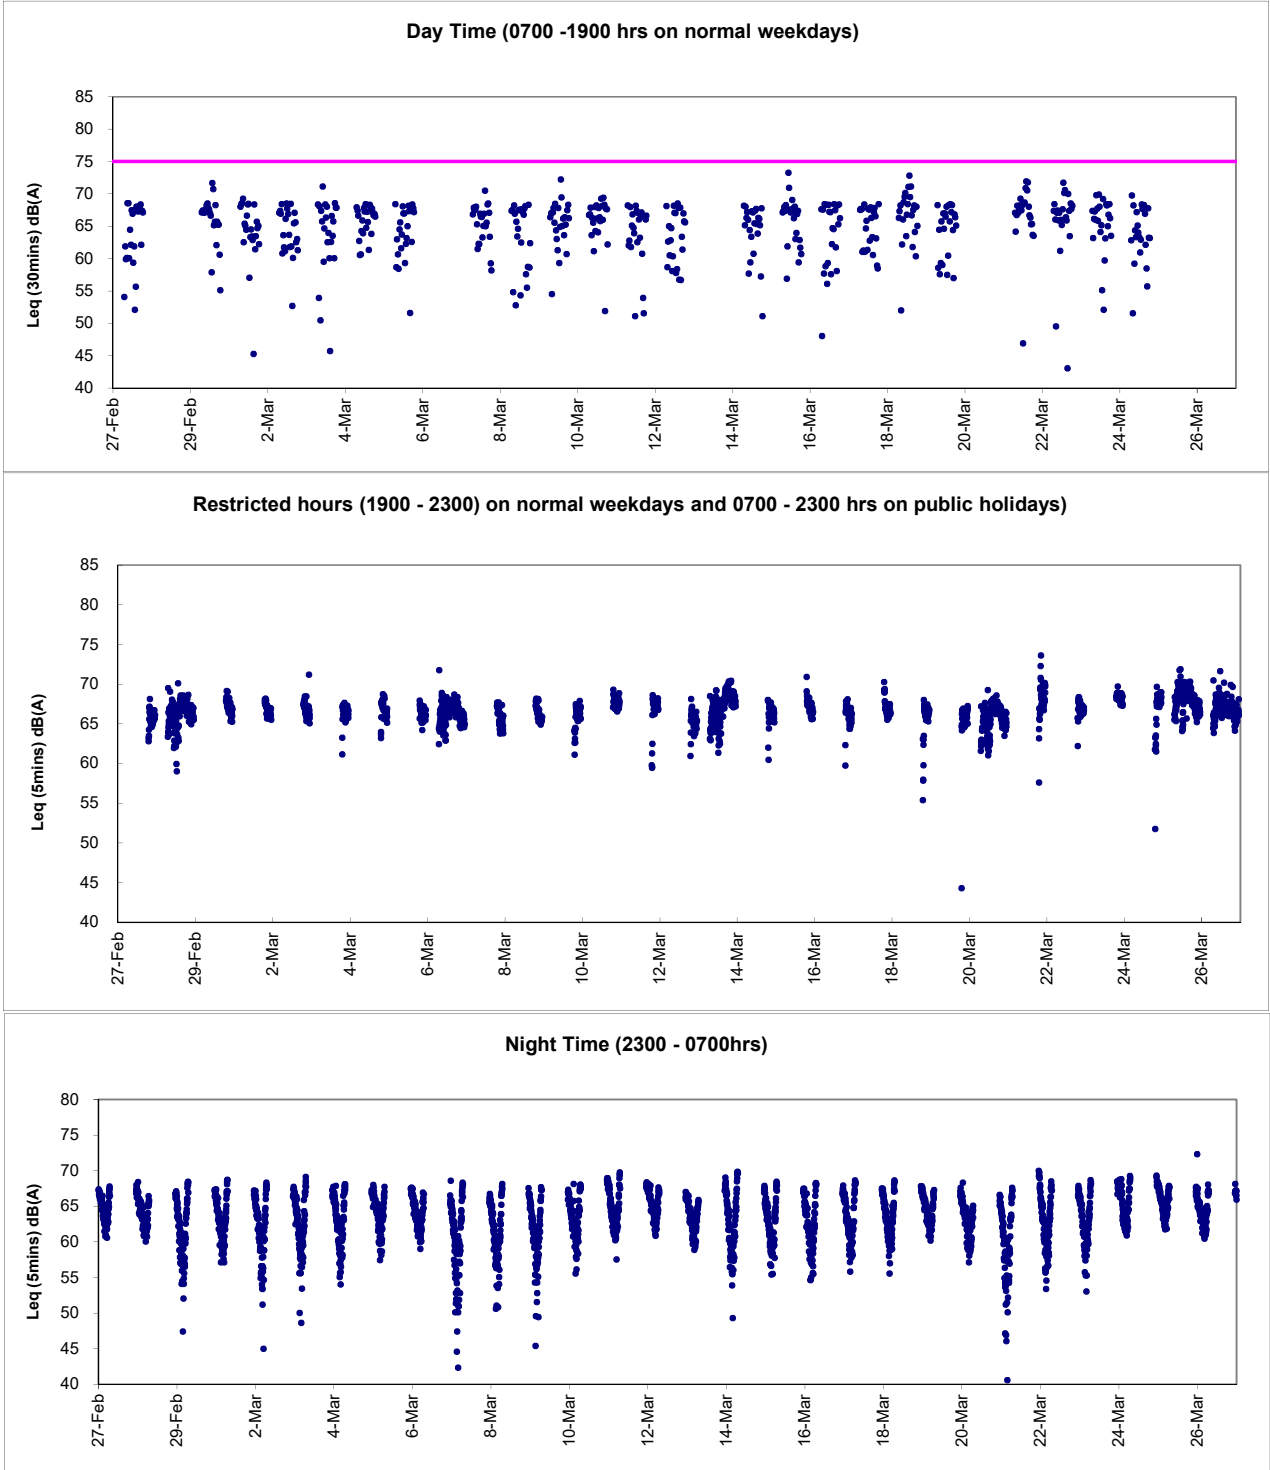 Day Time (0700 -1900 hrs on normal weekdays)
Leq (30mins) dB(A)
85
80
75
70
65
60
55
50
45
40
27-Feb
29-Feb
2-Mar
4-Mar
6-Mar
8-Mar
10-Mar
12-Mar
14-Mar
16-Mar
18-Mar
20-Mar
22-Mar
24-Mar
26-Mar
Restricted hours (1900 - 2300) on normal weekdays and 0700 - 2300 hrs on public holidays)
Leq (5mins) dB(A)
85
80
75
70
65
60
55
50
45
40
27-Feb
29-Feb
2-Mar
4-Mar
6-Mar
8-Mar
10-Mar
12-Mar
14-Mar
16-Mar
18-Mar
20-Mar
22-Mar
24-Mar
26-Mar
Night Time (2300 - 0700hrs)
Leq (5mins) dB(A)
80
75
70
65
60
55
50
45
40
27-Feb
29-Feb
2-Mar
4-Mar
6-Mar
8-Mar
10-Mar
12-Mar
14-Mar
16-Mar
18-Mar
20-Mar
22-Mar
24-Mar
26-Mar